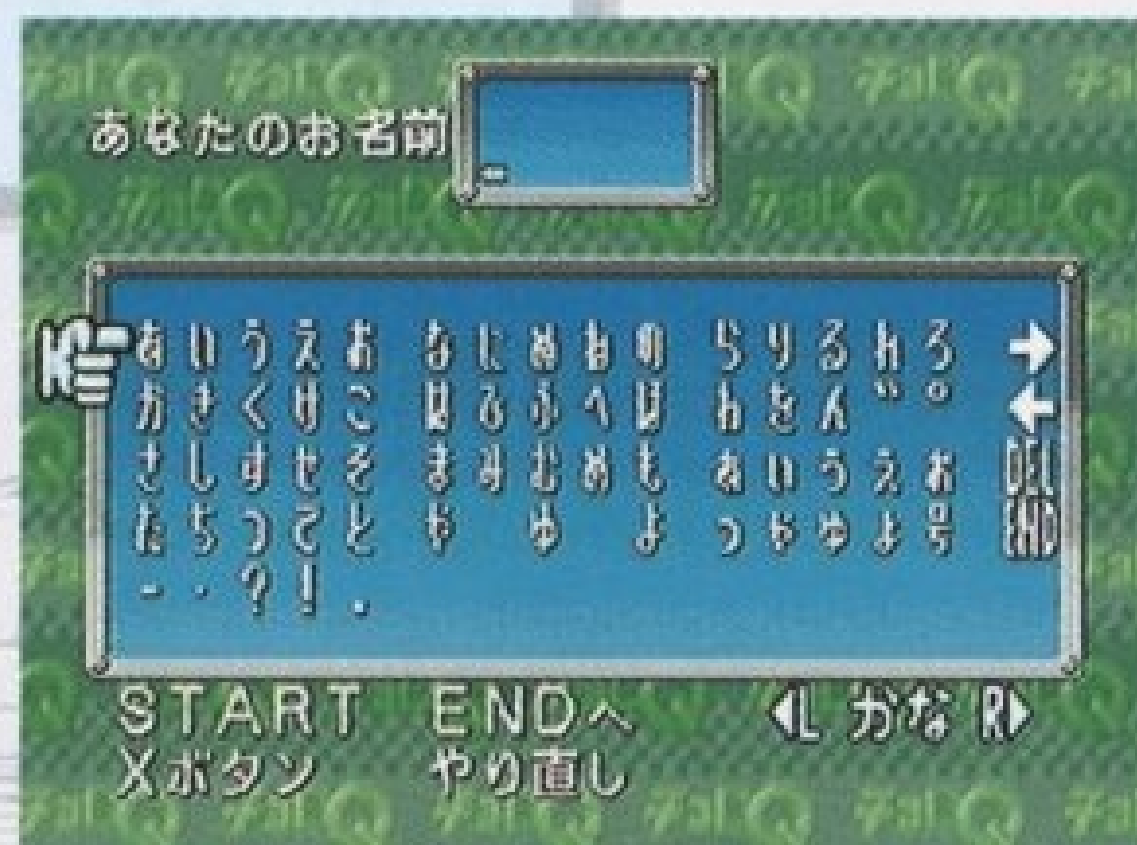 あなたのお名前
あいうえお なにぬねの らりるれろ →
かきくけこ はひふへほ わをん゛゜ ←
さしすせそ まみむめも ぁぃぅぇぉ DEL
たちつてと やゆよ っゃゅょ号 END
-・?!.
START ENDへ ◀L かな R▶
Xボタン やり直し